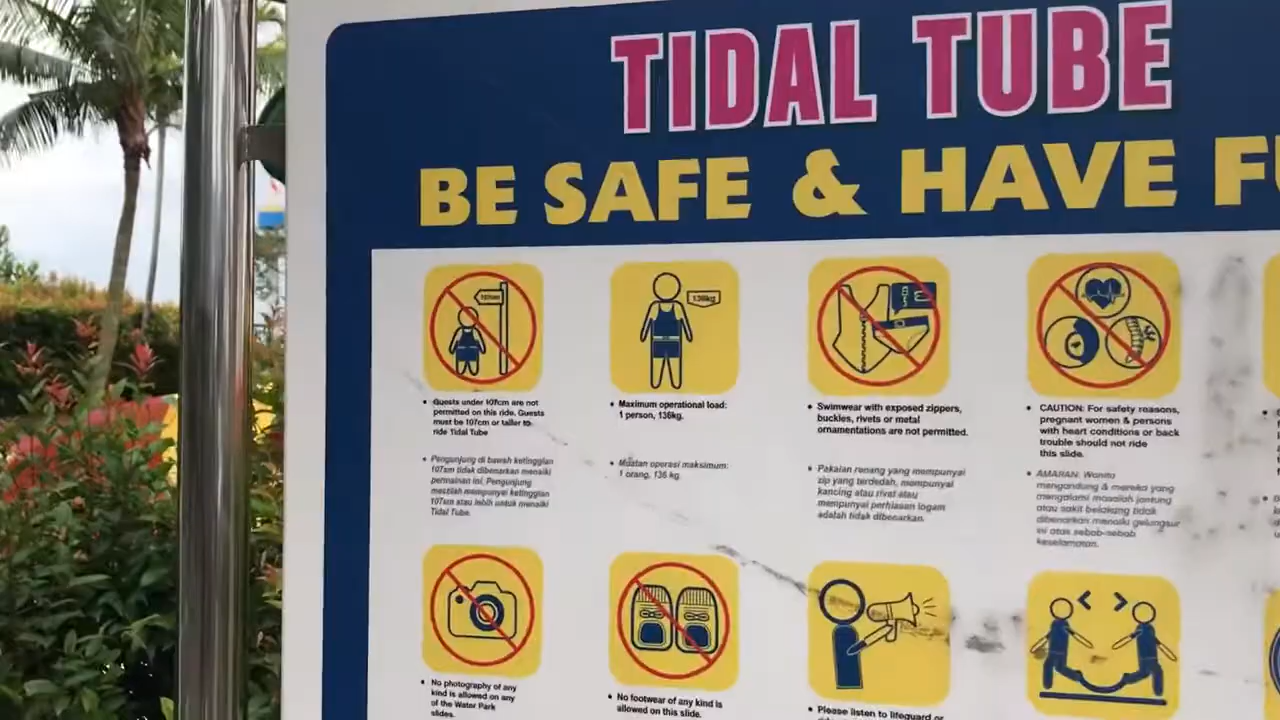 TIDAL TUBE
BE SAFE & HAVE
107cm
136kg
• Guests under 107cm are not
permitted on this ride. Guests
must be 107cm or taller to
ride Tidal Tube
• Pengunjung di bawah ketinggian
107cm tidak dibenarkan menaiki
permainan ini. Pengunjung
mestilah mempunyai ketinggian
107cm atau lebih untuk menaiki
Tidal Tube.
• Maximum operational load:
1 person, 136kg.
• Muatan operasi maksimum:
1 orang, 136 kg.
• Swimwear with exposed zippers,
buckles, rivets or metal
ornamentations are not permitted.
• Pakaian renang yang mempunyai
zip yang terdedah, mempunyai
kancing atau rivet atau
mempunyai perhiasan logam
adalah tidak dibenarkan.
• CAUTION: For safety reasons,
pregnant women & persons
with heart conditions or back
trouble should not ride
this slide.
• AMARAN: Wanita
mengandung & mereka yang
mengalami masalah jantung
atau sakit belakang tidak
dibenarkan menaiki gelungsur
ini atas sebab-sebab
keselamatan.
• No photography of any
kind is allowed on any
of the Water Park
slides.
• No footwear of any kind is
allowed on this slide.
• Please listen to lifeguard or